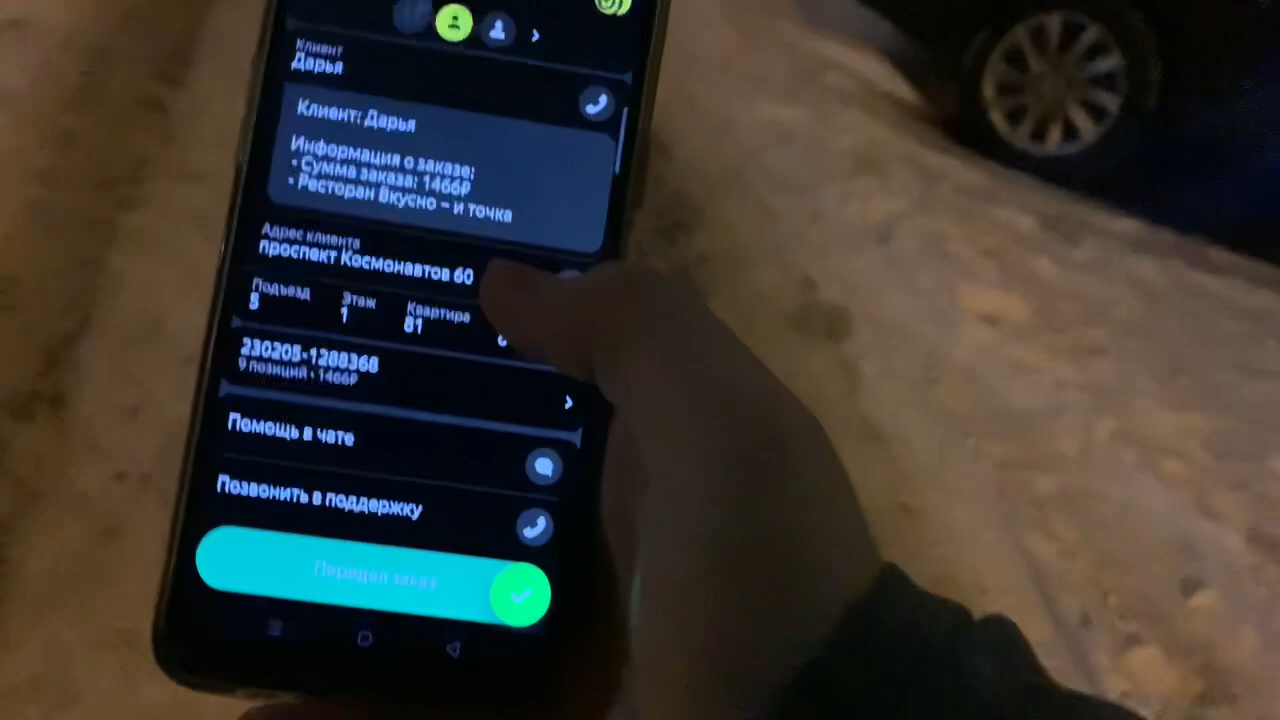 Клиент
Дарья
Клиент: Дарья
Информация о заказе:
• Сумма заказа: 1466₽
• Ресторан Вкусно – и точка
Адрес клиента
проспект Космонавтов 60
Подъезд
Этаж
Квартира
5
1
81
230205-1288368
9 позиций • 1466₽
Помощь в чате
Позвонить в поддержку
Передал заказ